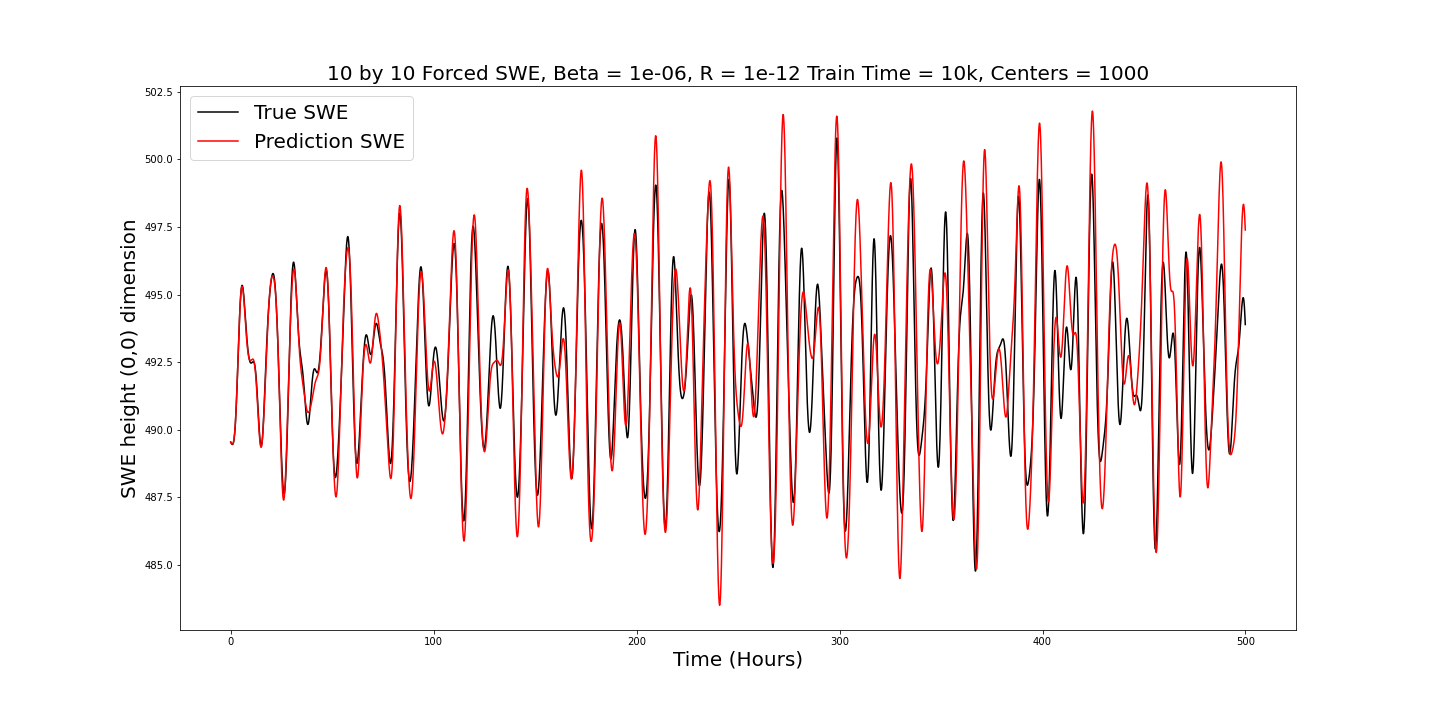 10 by 10 Forced SWE, Beta = 1e-06, R = 1e-12 Train Time = 10k, Centers = 1000
True SWE
Prediction SWE
SWE height (0,0) dimension
502.5
500.0
497.5
495.0
492.5
490.0
487.5
485.0
0 100 200 300 400 500
Time (Hours)